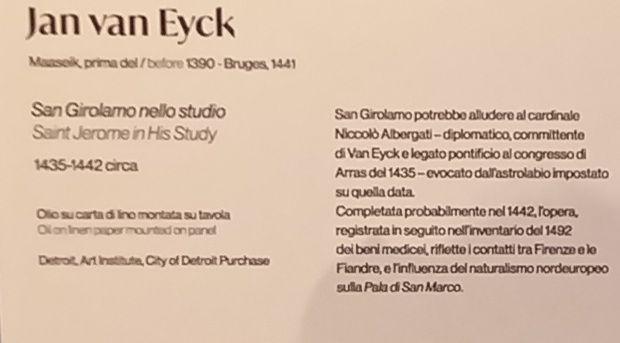 Jan van Eyck
Maaseik, prima del / before 1390 - Bruges, 1441
San Girolamo nello studio
Saint Jerome in His Study
1435-1442 circa
Olio su carta di lino montata su tavola
Oil on linen paper mounted on panel
Detroit, Art Institute, City of Detroit Purchase
San Girolamo potrebbe alludere al cardinale
Niccolò Albergati – diplomatico, committente
di Van Eyck e legato pontificio al congresso di
Arras del 1435 – evocato dall'astrolabio impostato
su quella data.
Completata probabilmente nel 1442, l'opera,
registrata in seguito nell'inventario del 1492
dei beni medicei, riflette i contatti tra Firenze e le
Fiandre, e l'influenza del naturalismo nordeuropeo
sulla Pala di San Marco.